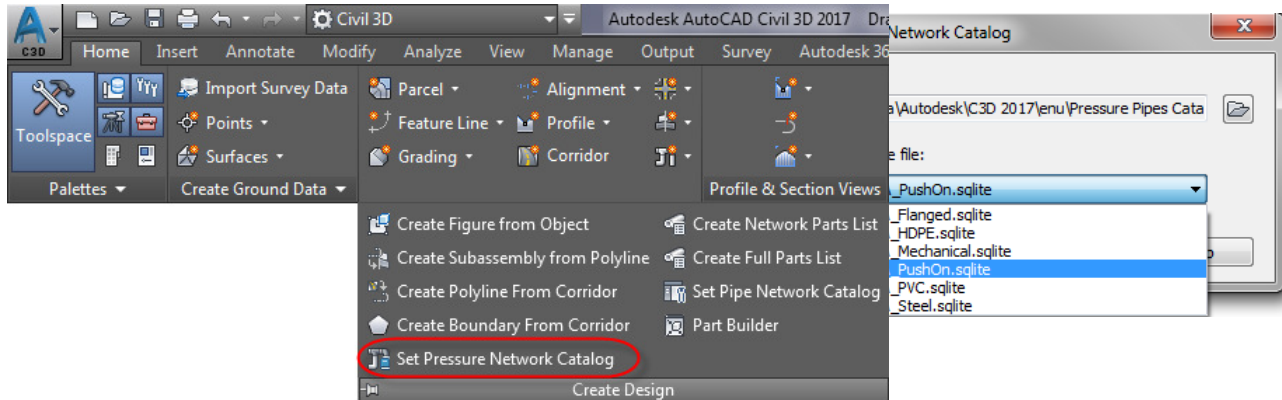 Civil 3D
Autodesk AutoCAD Civil 3D 2017 Dra
C3D
Home Insert Annotate Modify Analyze View Manage Output Survey Autodesk 36
Toolspace
Import Survey Data
Points
Surfaces
Parcel
Feature Line
Grading
Alignment
Profile
Corridor
Palettes
Create Ground Data
Profile & Section Views
Create Figure from Object
Create Subassembly from Polyline
Create Polyline From Corridor
Create Boundary From Corridor
Set Pressure Network Catalog
Create Network Parts List
Create Full Parts List
Set Pipe Network Catalog
Part Builder
Create Design
Network Catalog
a\Autodesk\C3D 2017\enu\Pressure Pipes Cata
e file:
_PushOn.sqlite
_Flanged.sqlite
_HDPE.sqlite
_Mechanical.sqlite
_PushOn.sqlite
_PVC.sqlite
_Steel.sqlite